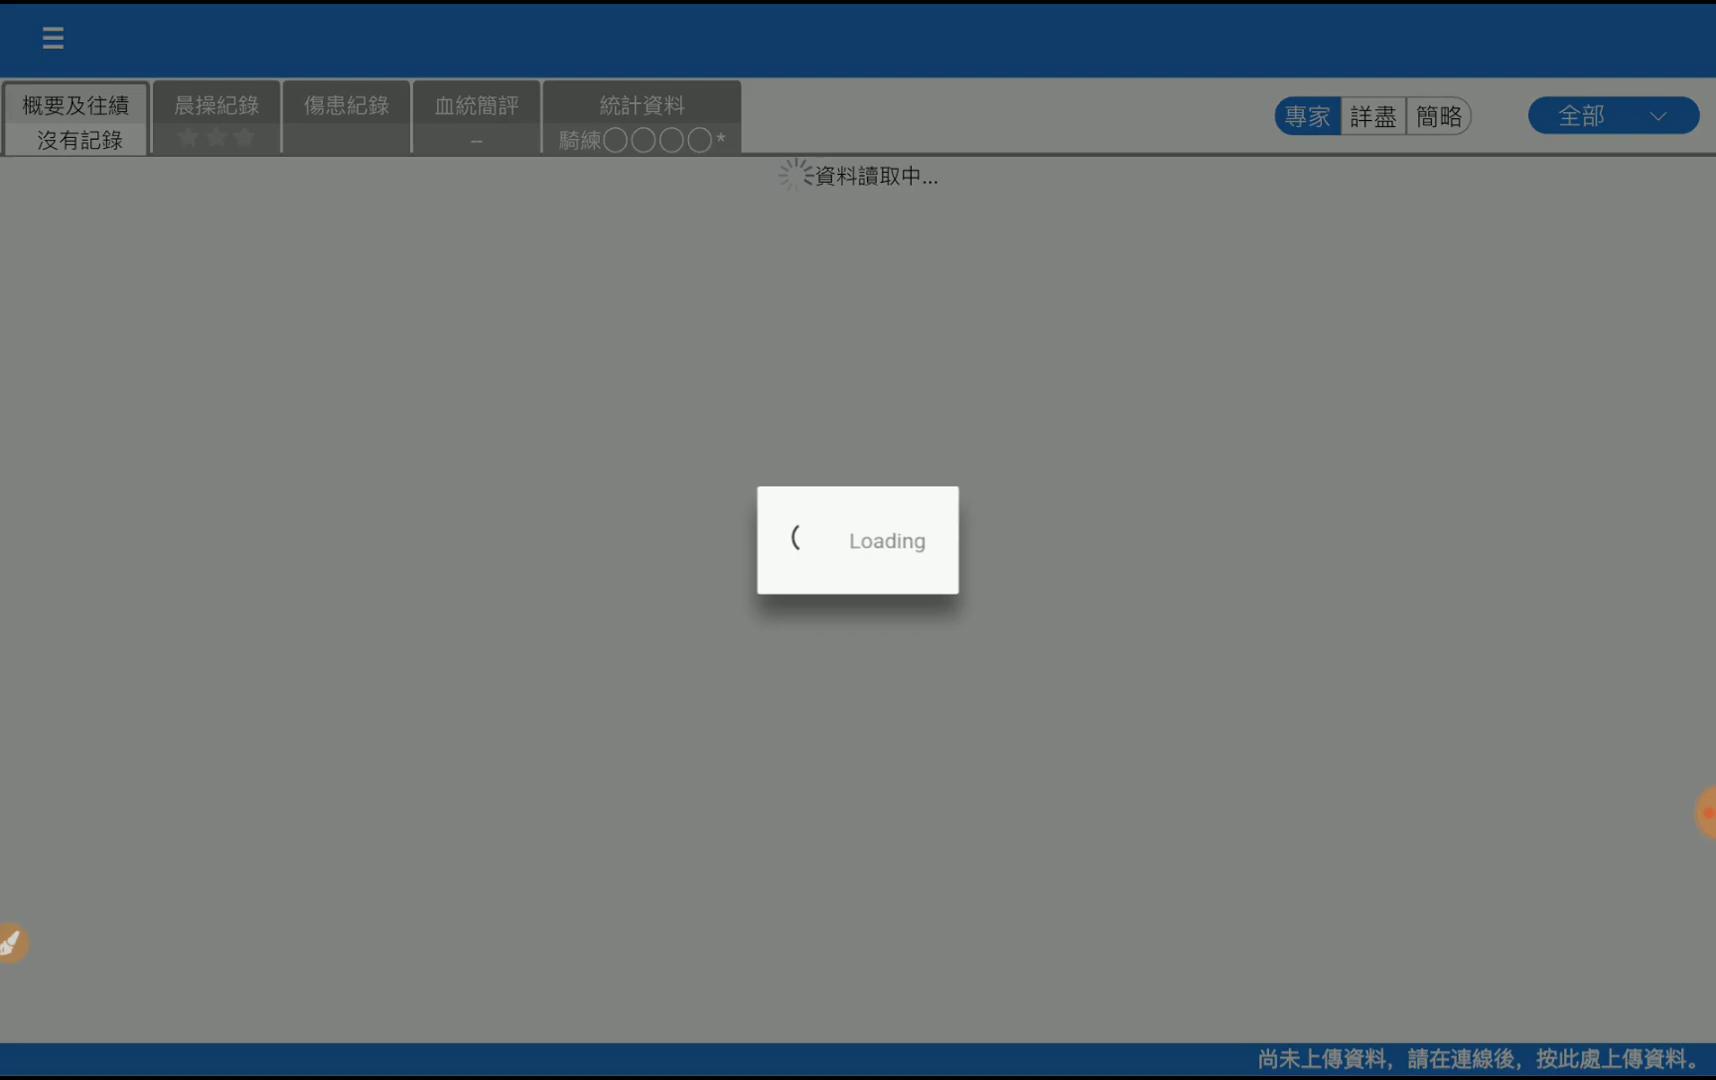 概要及往績
沒有記錄
晨操紀錄
傷患紀錄
血統簡評
--
統計資料
騎練◯◯◯◯*
專家
詳盡
簡略
全部
資料讀取中...
Loading
尚未上傳資料，請在連線後，按此處上傳資料。